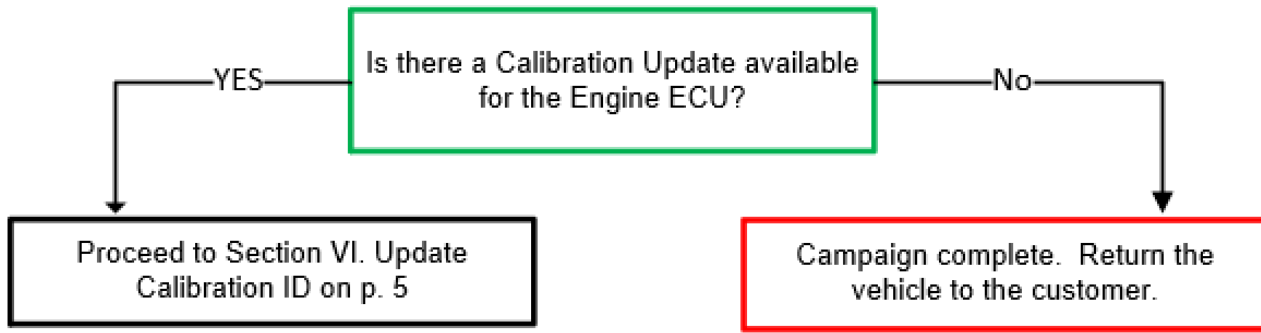 Is there a Calibration Update available
for the Engine ECU?
YES
No
Proceed to Section VI. Update
Calibration ID on p. 5
Campaign complete.  Return the
vehicle to the customer.